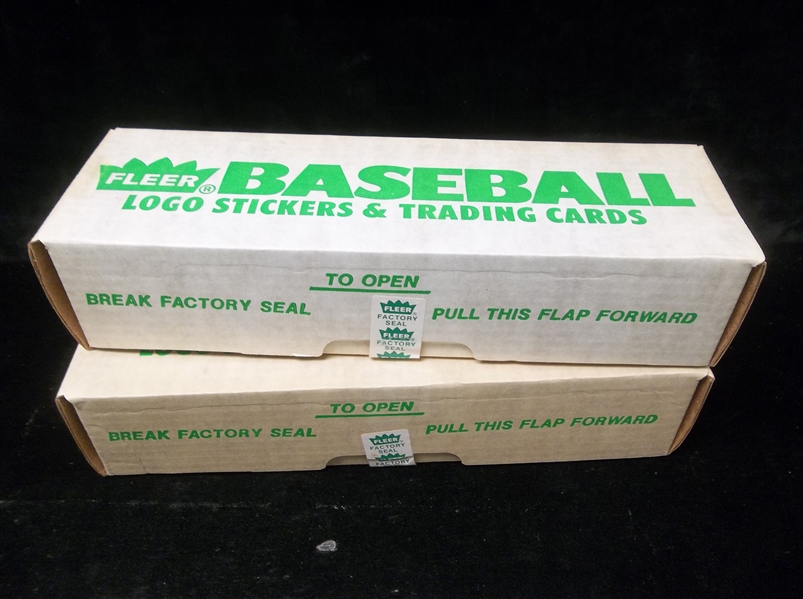 FLEER® BASEBALL
LOGO STICKERS & TRADING CARDS
TO OPEN
BREAK FACTORY SEAL
PULL THIS FLAP FORWARD
FLEER
FACTORY
SEAL
FLEER
FACTORY
SEAL
LOGO
TO OPEN
BREAK FACTORY SEAL
PULL THIS FLAP FORWARD
FLEER
FACTORY
SEAL
FACTORY